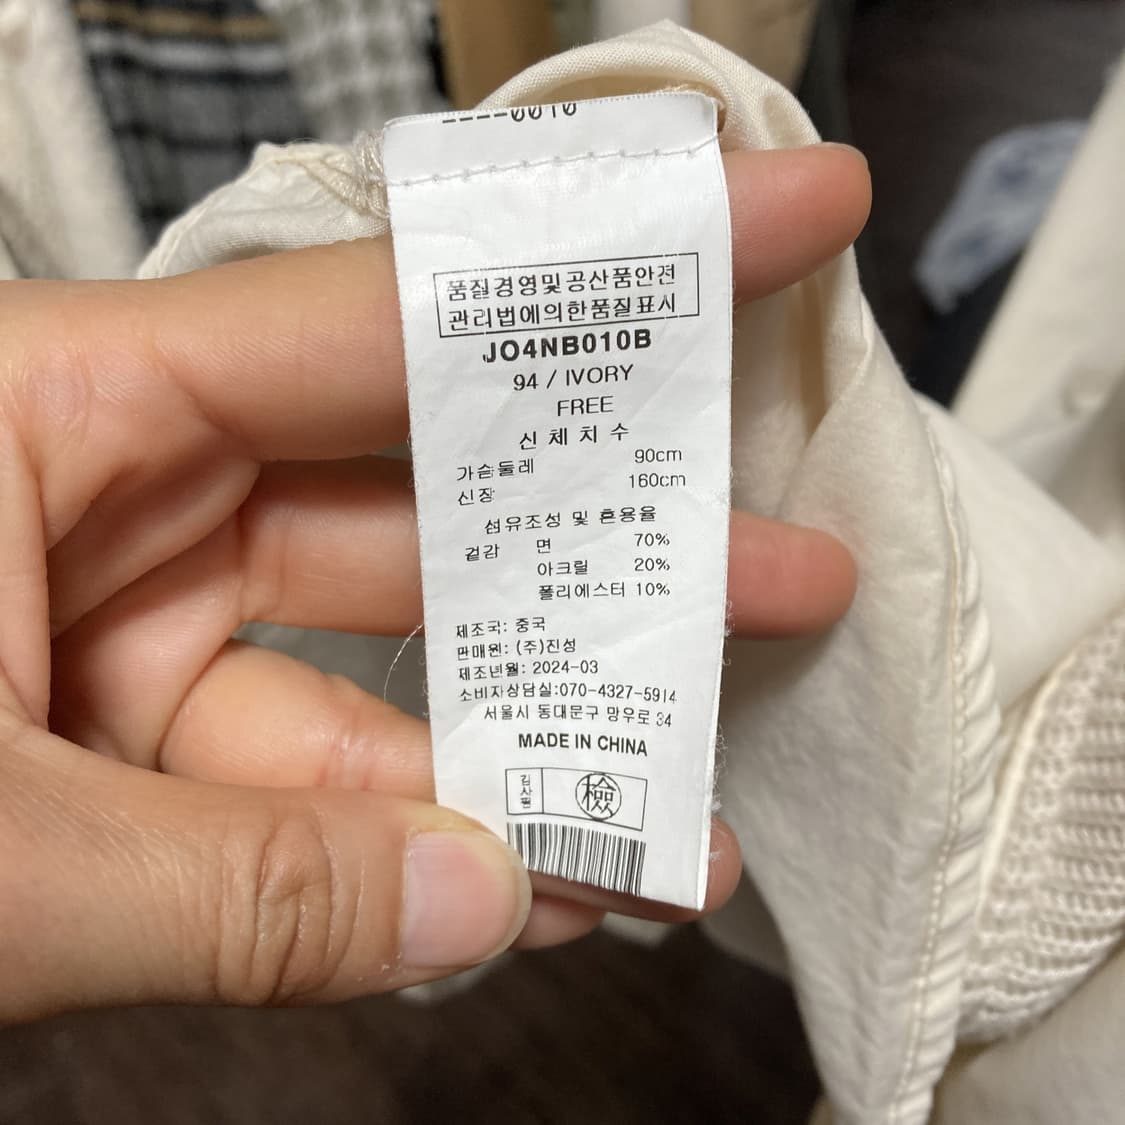 ----0010
품질경영및공산품안전
관리법에의한품질표시
JO4NB010B
94 / IVORY
FREE
신체치수
가슴둘레 90cm
신장 160cm
섬유조성 및 혼용율
겉감 면 70%
아크릴 20%
폴리에스터 10%
제조국: 중국
판매원: (주)진성
제조년월: 2024-03
소비자상담실:070-4327-5914
서울시 동대문구 망우로 34
MADE IN CHINA
검사필 檢